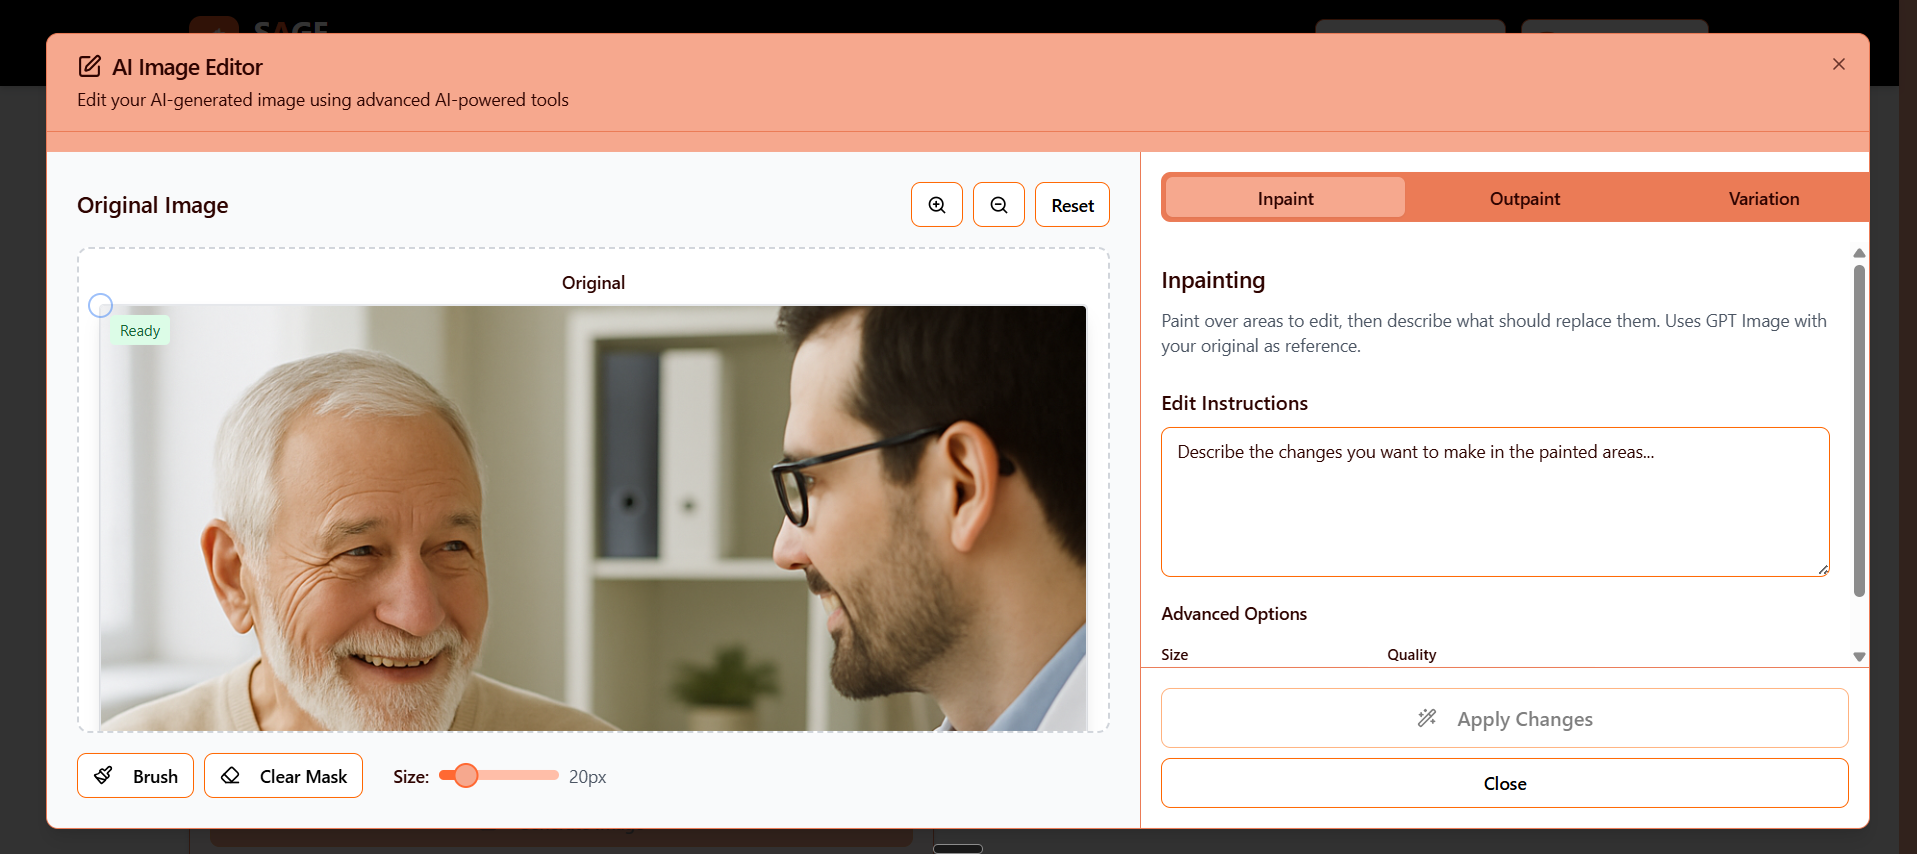 SAGE
AI Image Editor
Edit your AI-generated image using advanced AI-powered tools
Original Image
Reset
Original
Ready
Brush
Clear Mask
Size:
20px
Inpaint
Outpaint
Variation
Inpainting
Paint over areas to edit, then describe what should replace them. Uses GPT Image with
your original as reference.
Edit Instructions
Describe the changes you want to make in the painted areas...
Advanced Options
Size
Quality
Apply Changes
Close